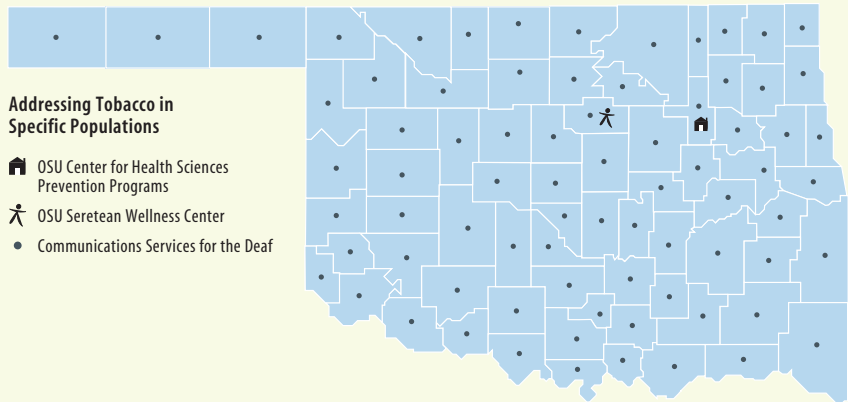 Addressing Tobacco in
Specific Populations
OSU Center for Health Sciences
Prevention Programs
OSU Seretean Wellness Center
Communications Services for the Deaf